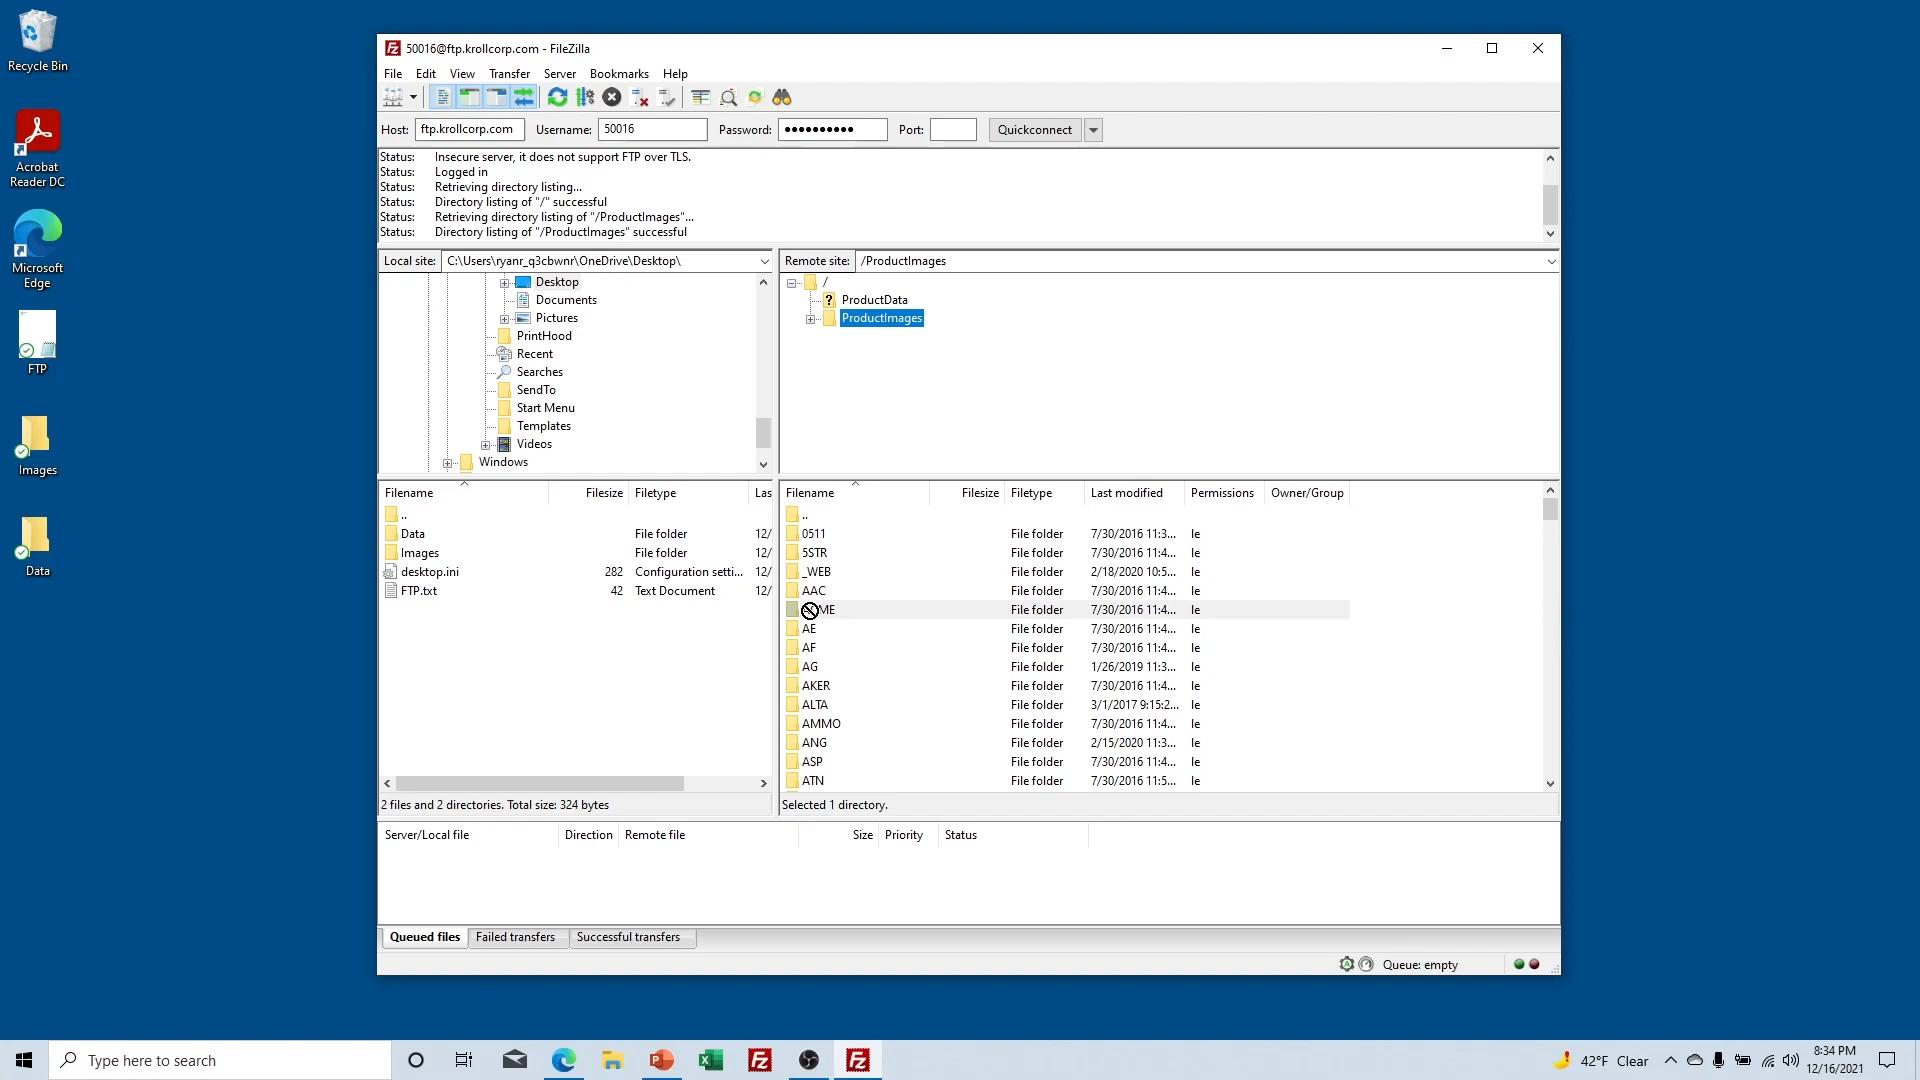 Recycle Bin
Acrobat
Reader DC
Microsoft
Edge
FTP
Images
Data
50016@ftp.krollcorp.com - FileZilla
File Edit View Transfer Server Bookmarks Help
Host: ftp.krollcorp.com Username: 50016 Password: ●●●●●●●●●● Port: Quickconnect
Status: Insecure server, it does not support FTP over TLS.
Status: Logged in
Status: Retrieving directory listing...
Status: Directory listing of "/" successful
Status: Retrieving directory listing of "/ProductImages"...
Status: Directory listing of "/ProductImages" successful
Local site: C:\Users\ryanr_q3cbwnr\OneDrive\Desktop\
Desktop
Documents
Pictures
PrintHood
Recent
Searches
SendTo
Start Menu
Templates
Videos
Windows
Remote site: /ProductImages
/
ProductData
ProductImages
Filename Filesize Filetype Las
..
Data File folder 12/
Images File folder 12/
desktop.ini 282 Configuration setti... 12/
FTP.txt 42 Text Document 12/
2 files and 2 directories. Total size: 324 bytes
Filename Filesize Filetype Last modified Permissions Owner/Group
..
0511 File folder 7/30/2016 11:3... le
5STR File folder 7/30/2016 11:4... le
_WEB File folder 2/18/2020 10:5... le
AAC File folder 7/30/2016 11:4... le
File folder 7/30/2016 11:4... le
AE File folder 7/30/2016 11:4... le
AF File folder 7/30/2016 11:4... le
AG File folder 1/26/2019 11:3... le
AKER File folder 7/30/2016 11:4... le
ALTA File folder 3/1/2017 9:15:2... le
AMMO File folder 7/30/2016 11:4... le
ANG File folder 2/15/2020 11:3... le
ASP File folder 7/30/2016 11:4... le
ATN File folder 7/30/2016 11:5... le
Selected 1 directory.
Server/Local file Direction Remote file Size Priority Status
Queued files Failed transfers Successful transfers
Queue: empty
Type here to search
42°F Clear
8:34 PM
12/16/2021